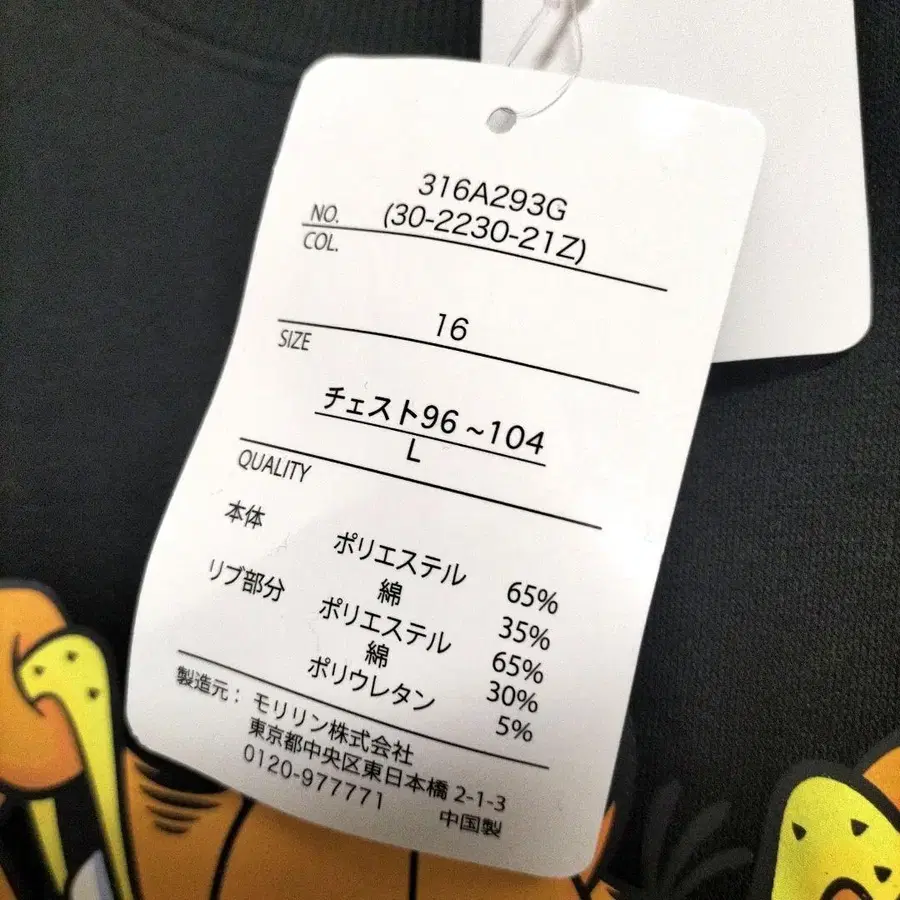 316A293G
NO. (30-2230-21Z)
COL.
16
SIZE
チェスト96～104
L
QUALITY
本体 ポリエステル 65%
綿 35%
リブ部分 ポリエステル 65%
綿 30%
ポリウレタン 5%
製造元： モリリン株式会社
東京都中央区東日本橋 2-1-3
0120-977771
中国製